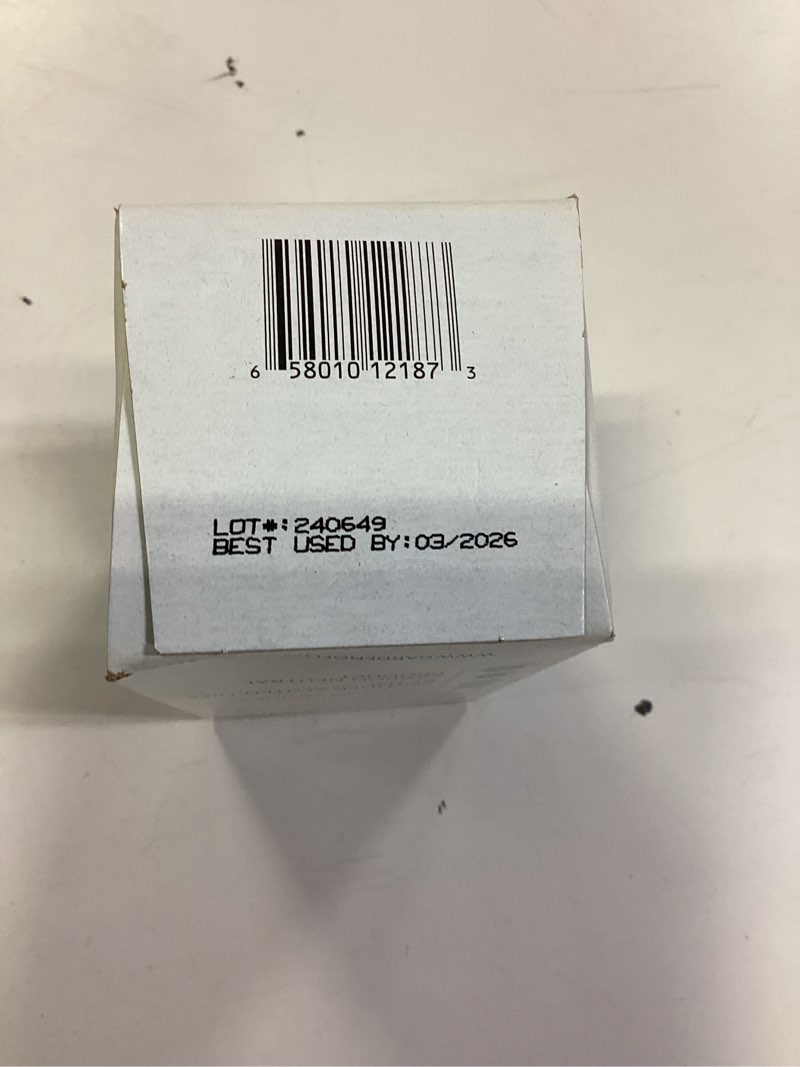 6 58010 12187 3
LOT#:240649
BEST USED BY:03/2026